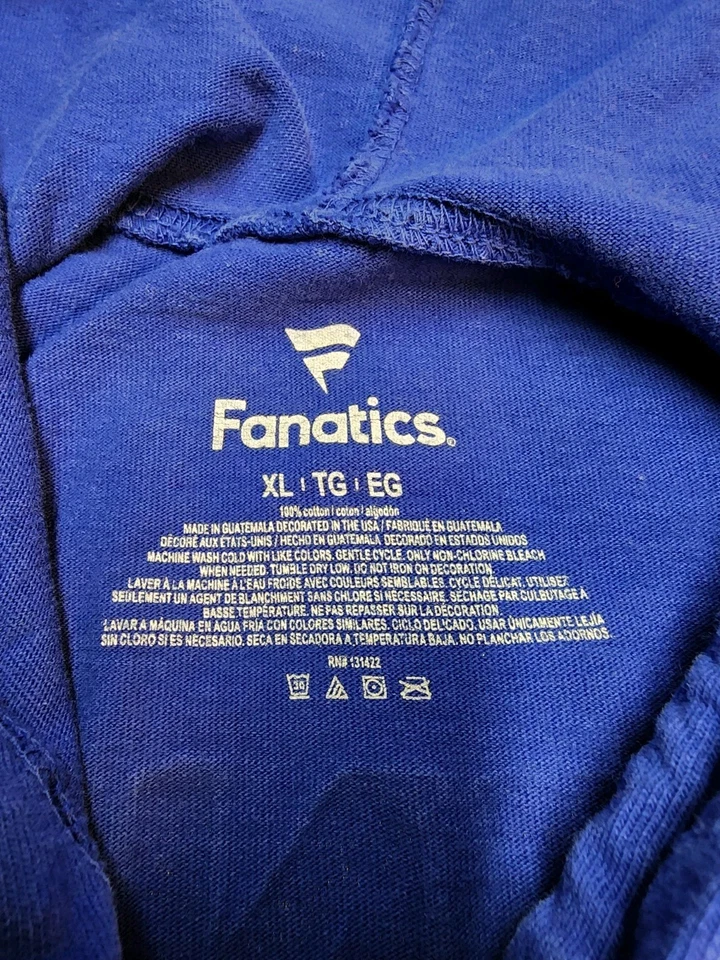 Fanatics®
XL | TG | EG
100% cotton / coton / algodón
MADE IN GUATEMALA DECORATED IN THE USA / FABRIQUÉ EN GUATEMALA
DÉCORÉ AUX ÉTATS-UNIS / HECHO EN GUATEMALA DECORADO EN ESTADOS UNIDOS
MACHINE WASH COLD WITH LIKE COLORS. GENTLE CYCLE. ONLY NON-CHLORINE BLEACH
WHEN NEEDED. TUMBLE DRY LOW. DO NOT IRON ON DECORATION.
LAVER À LA MACHINE À L'EAU FROIDE AVEC COULEURS SEMBLABLES. CYCLE DÉLICAT. UTILISEZ
SEULEMENT UN AGENT DE BLANCHIMENT SANS CHLORE SI NÉCESSAIRE. SÉCHAGE PAR CULBUTAGE À
BASSE TEMPÉRATURE. NE PAS REPASSER SUR LA DÉCORATION.
LAVAR A MÁQUINA EN AGUA FRÍA CON COLORES SIMILARES. CICLO DELICADO. USAR ÚNICAMENTE LEJÍA
SIN CLORO SI ES NECESARIO. SECA EN SECADORA A TEMPERATURA BAJA. NO PLANCHAR LOS ADORNOS.
RN# 131422
30